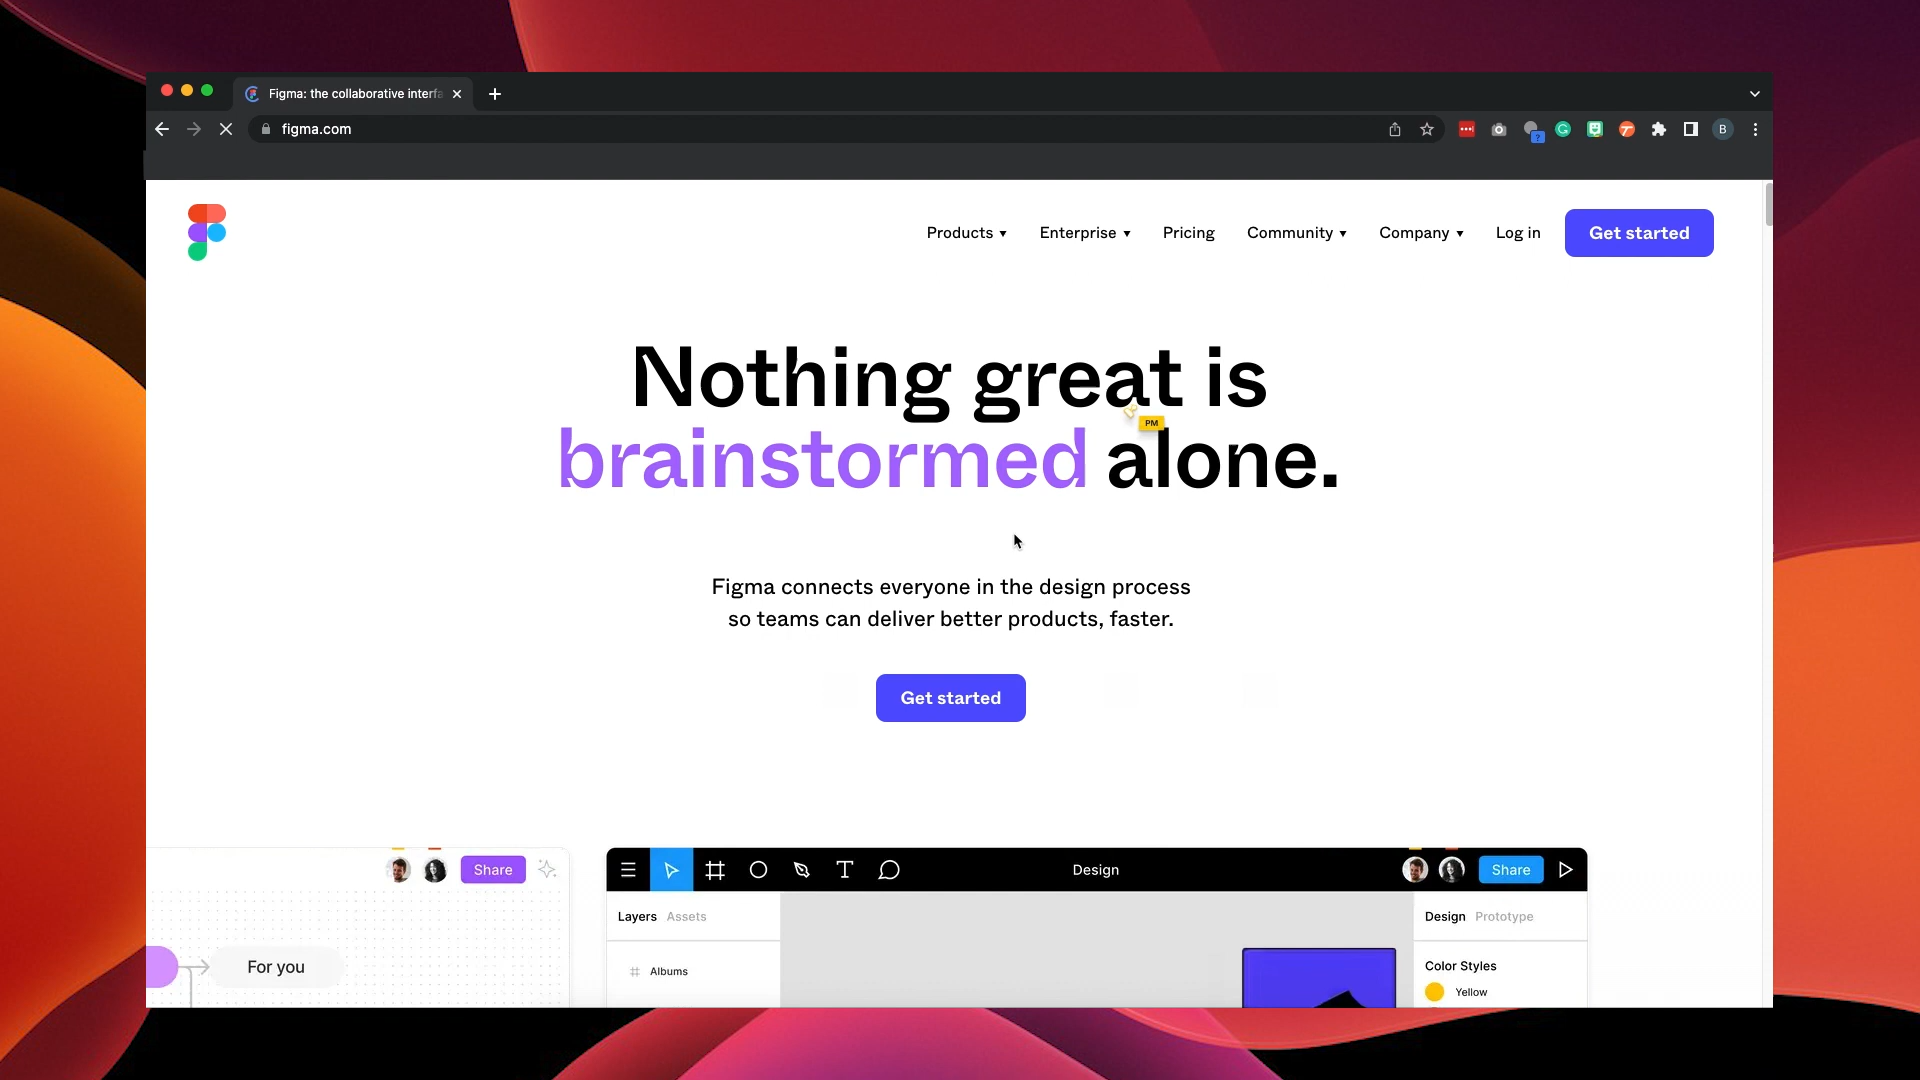 Figma: the collaborative interfa
figma.com
B
Products
Enterprise
Pricing
Community
Company
Log in
Get started
Nothing great is
PM
brainstormed alone.
Figma connects everyone in the design process
so teams can deliver better products, faster.
Get started
Share
For you
Design
Share
Layers Assets
Albums
Design Prototype
Color Styles
Yellow